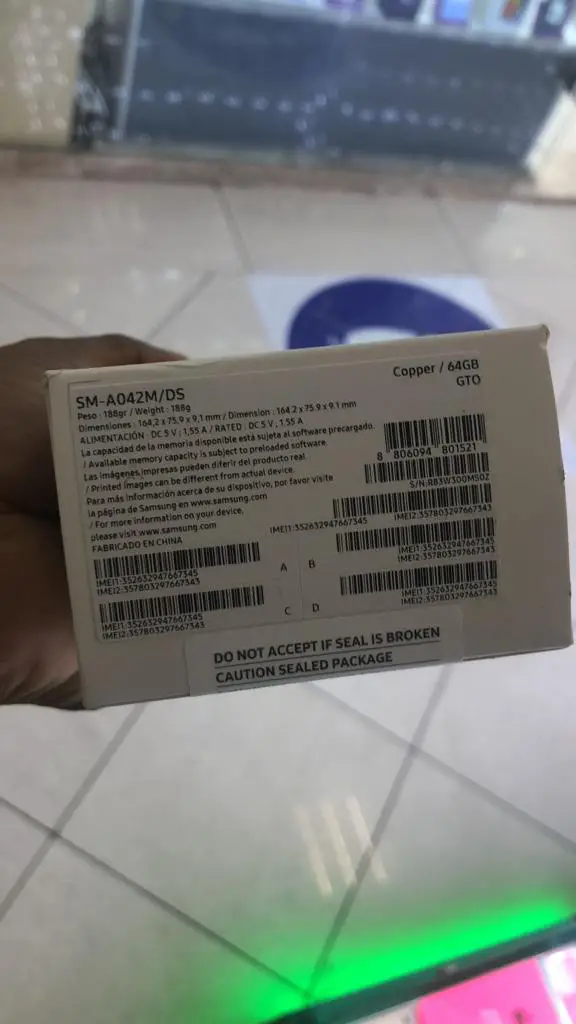 SM-A042M/DS
Peso : 188gr / Weight : 188g
Dimensiones : 164,2 x 75,9 x 9,1 mm / Dimension : 164.2 x 75.9 x 9.1 mm
ALIMENTACIÓN : DC 5 V ; 1,55 A / RATED : DC 5 V ; 1.55 A
La capacidad de la memoria disponible está sujeta al software precargado.
/ Available memory capacity is subject to preloaded software.
Las imágenes impresas pueden diferir del producto real.
/ Printed images can be different from actual device.
Para más información acerca de su dispositivo, por favor visite
la página de Samsung en www.samsung.com
/ For more information on your device,
please visit www.samsung.com
FABRICADO EN CHINA
Copper / 64GB
GTO
8 806094 801521
S/N:R83W300MS0Z
IMEI1:352632947667345
IMEI2:357803297667343
IMEI1:352632947667345
IMEI2:357803297667343
A
B
IMEI1:352632947667345
IMEI2:357803297667343
IMEI1:352632947667345
IMEI2:357803297667343
C
D
IMEI1:352632947667345
IMEI2:357803297667343
DO NOT ACCEPT IF SEAL IS BROKEN
CAUTION SEALED PACKAGE